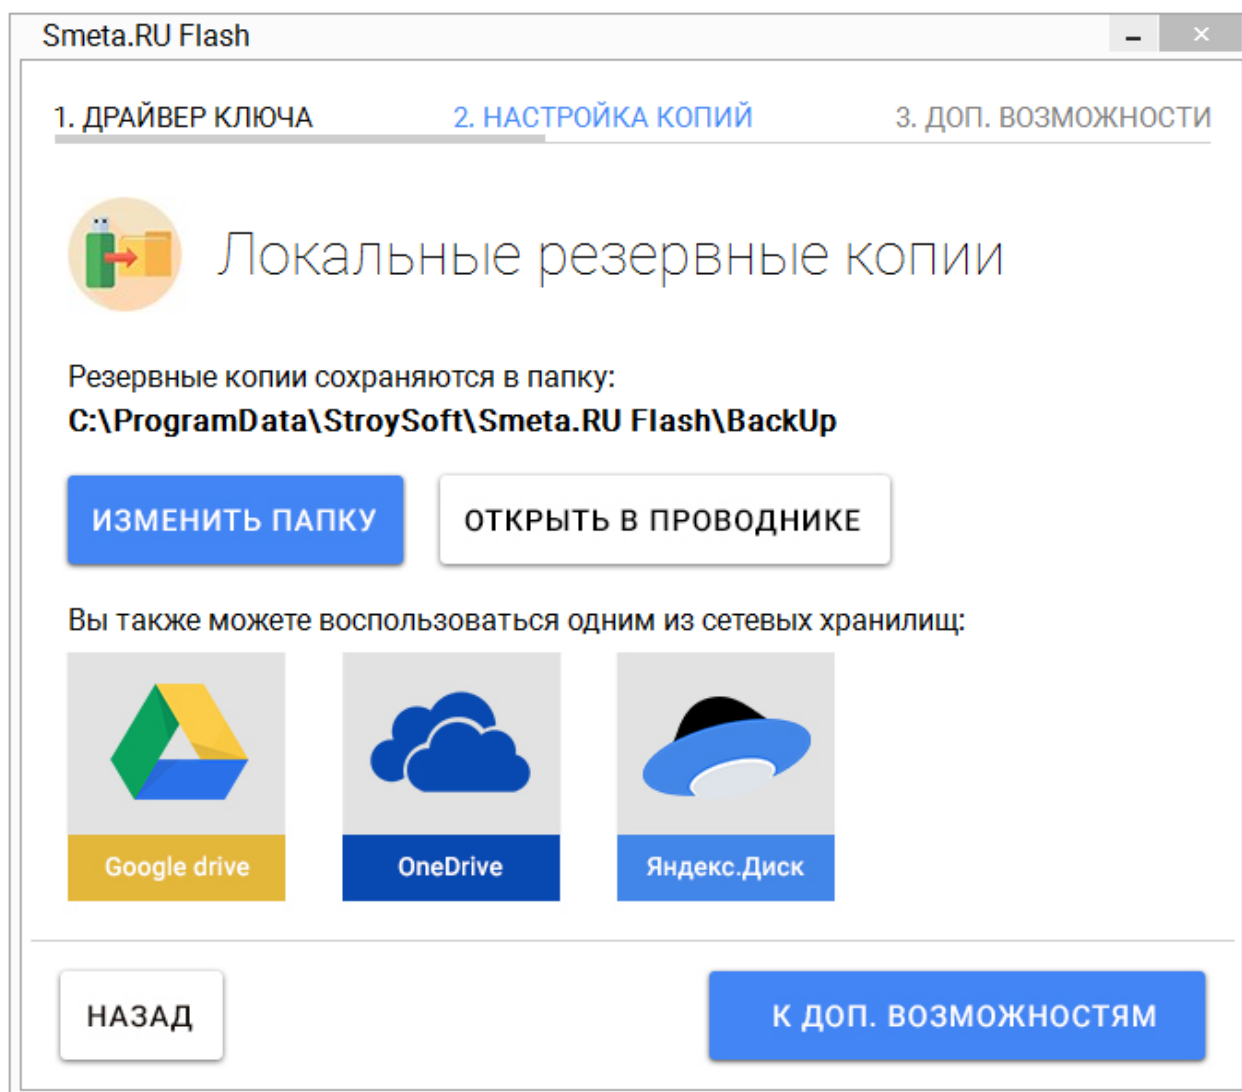 Smeta.RU Flash
1. ДРАЙВЕР КЛЮЧА 2. НАСТРОЙКА КОПИЙ 3. ДОП. ВОЗМОЖНОСТИ
Локальные резервные копии
Резервные копии сохраняются в папку:
C:\ProgramData\StroySoft\Smeta.RU Flash\BackUp
ИЗМЕНИТЬ ПАПКУ ОТКРЫТЬ В ПРОВОДНИКЕ
Вы также можете воспользоваться одним из сетевых хранилищ:
Google drive OneDrive Яндекс.Диск
НАЗАД К ДОП. ВОЗМОЖНОСТЯМ